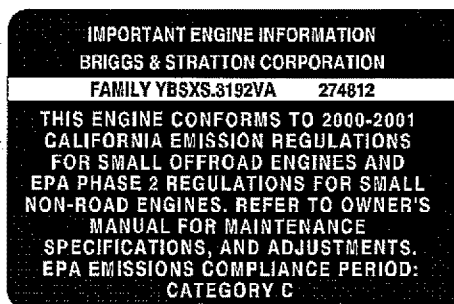 IMPORTANT ENGINE INFORMATION
BRIGGS & STRATTON CORPORATION
FAMILY YBSXS.3192VA 274812
THIS ENGINE CONFORMS TO 2000-2001
CALIFORNIA EMISSION REGULATIONS
FOR SMALL OFFROAD ENGINES AND
EPA PHASE 2 REGULATIONS FOR SMALL
NON-ROAD ENGINES. REFER TO OWNER'S
MANUAL FOR MAINTENANCE
SPECIFICATIONS, AND ADJUSTMENTS.
EPA EMISSIONS COMPLIANCE PERIOD:
CATEGORY C